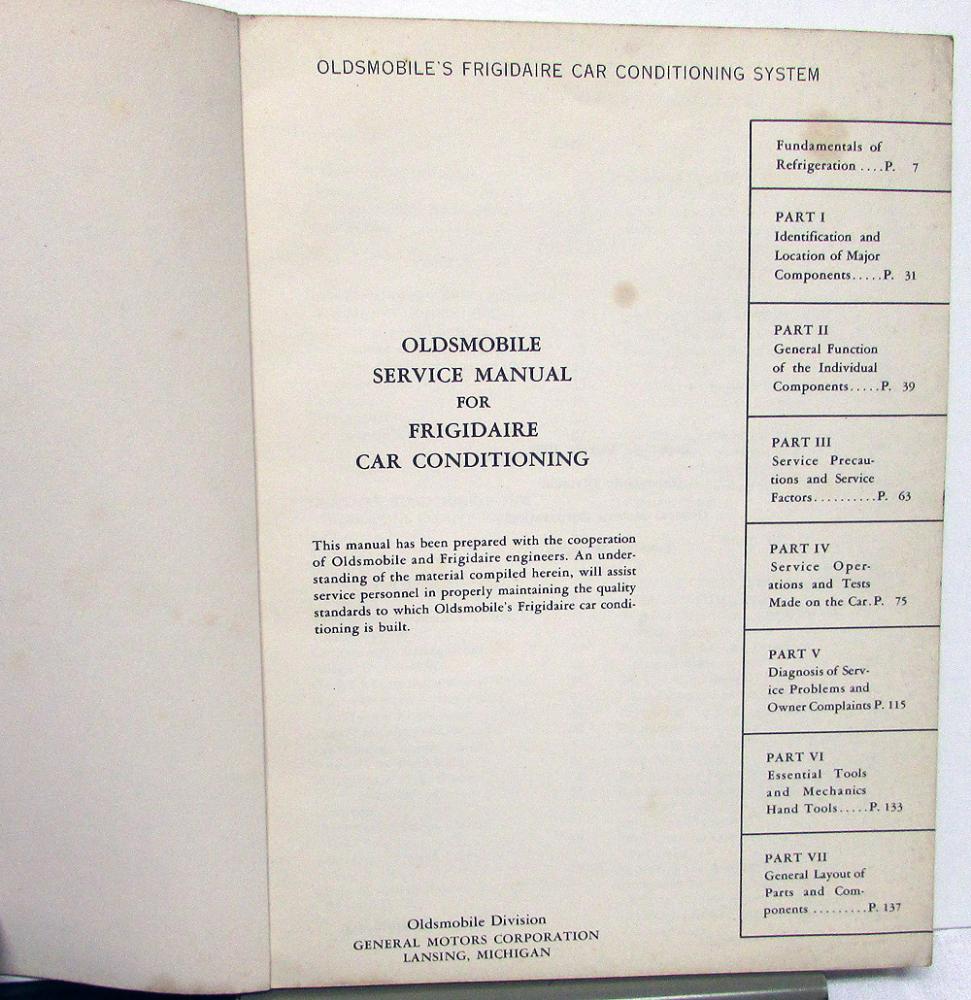 OLDSMOBILE'S FRIGIDAIRE CAR CONDITIONING SYSTEM
OLDSMOBILE
SERVICE MANUAL
FOR
FRIGIDAIRE
CAR CONDITIONING
This manual has been prepared with the cooperation
of Oldsmobile and Frigidaire engineers. An under-
standing of the material compiled herein, will assist
service personnel in properly maintaining the quality
standards to which Oldsmobile's Frigidaire car condi-
tioning is built.
Oldsmobile Division
GENERAL MOTORS CORPORATION
LANSING, MICHIGAN
Fundamentals of
Refrigeration ....P. 7
PART I
Identification and
Location of Major
Components.....P. 31
PART II
General Function
of the Individual
Components.....P. 39
PART III
Service Precau-
tions and Service
Factors..........P. 63
PART IV
Service Oper-
ations and Tests
Made on the Car.P. 75
PART V
Diagnosis of Serv-
ice Problems and
Owner Complaints P. 115
PART VI
Essential Tools
and Mechanics
Hand Tools.....P. 133
PART VII
General Layout of
Parts and Com-
ponents .........P. 137